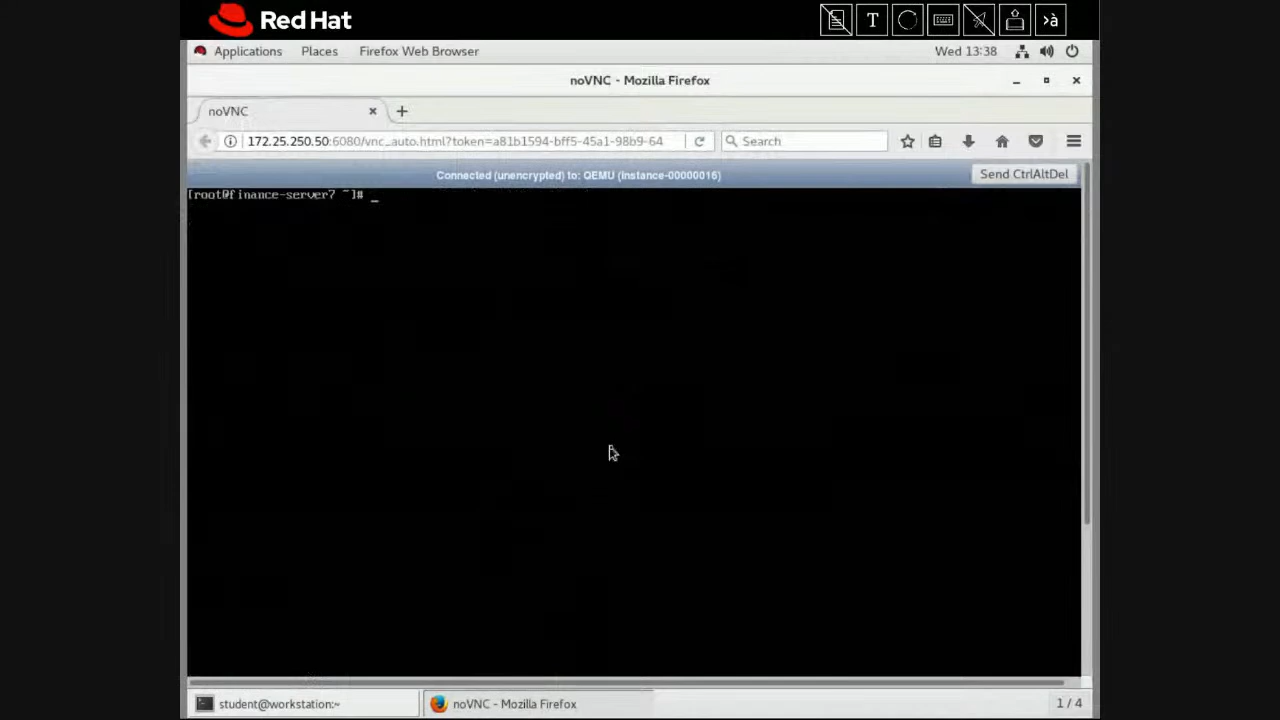 Red Hat
T
›à
Applications Places Firefox Web Browser Wed 13:38
noVNC - Mozilla Firefox
noVNC
172.25.250.50:6080/vnc_auto.html?token=a81b1594-bff5-45a1-98b9-64 Search
Connected (unencrypted) to: QEMU (instance-00000016) Send CtrlAltDel
[root@finance-server7 ~]# _
student@workstation:~ noVNC - Mozilla Firefox 1 / 4